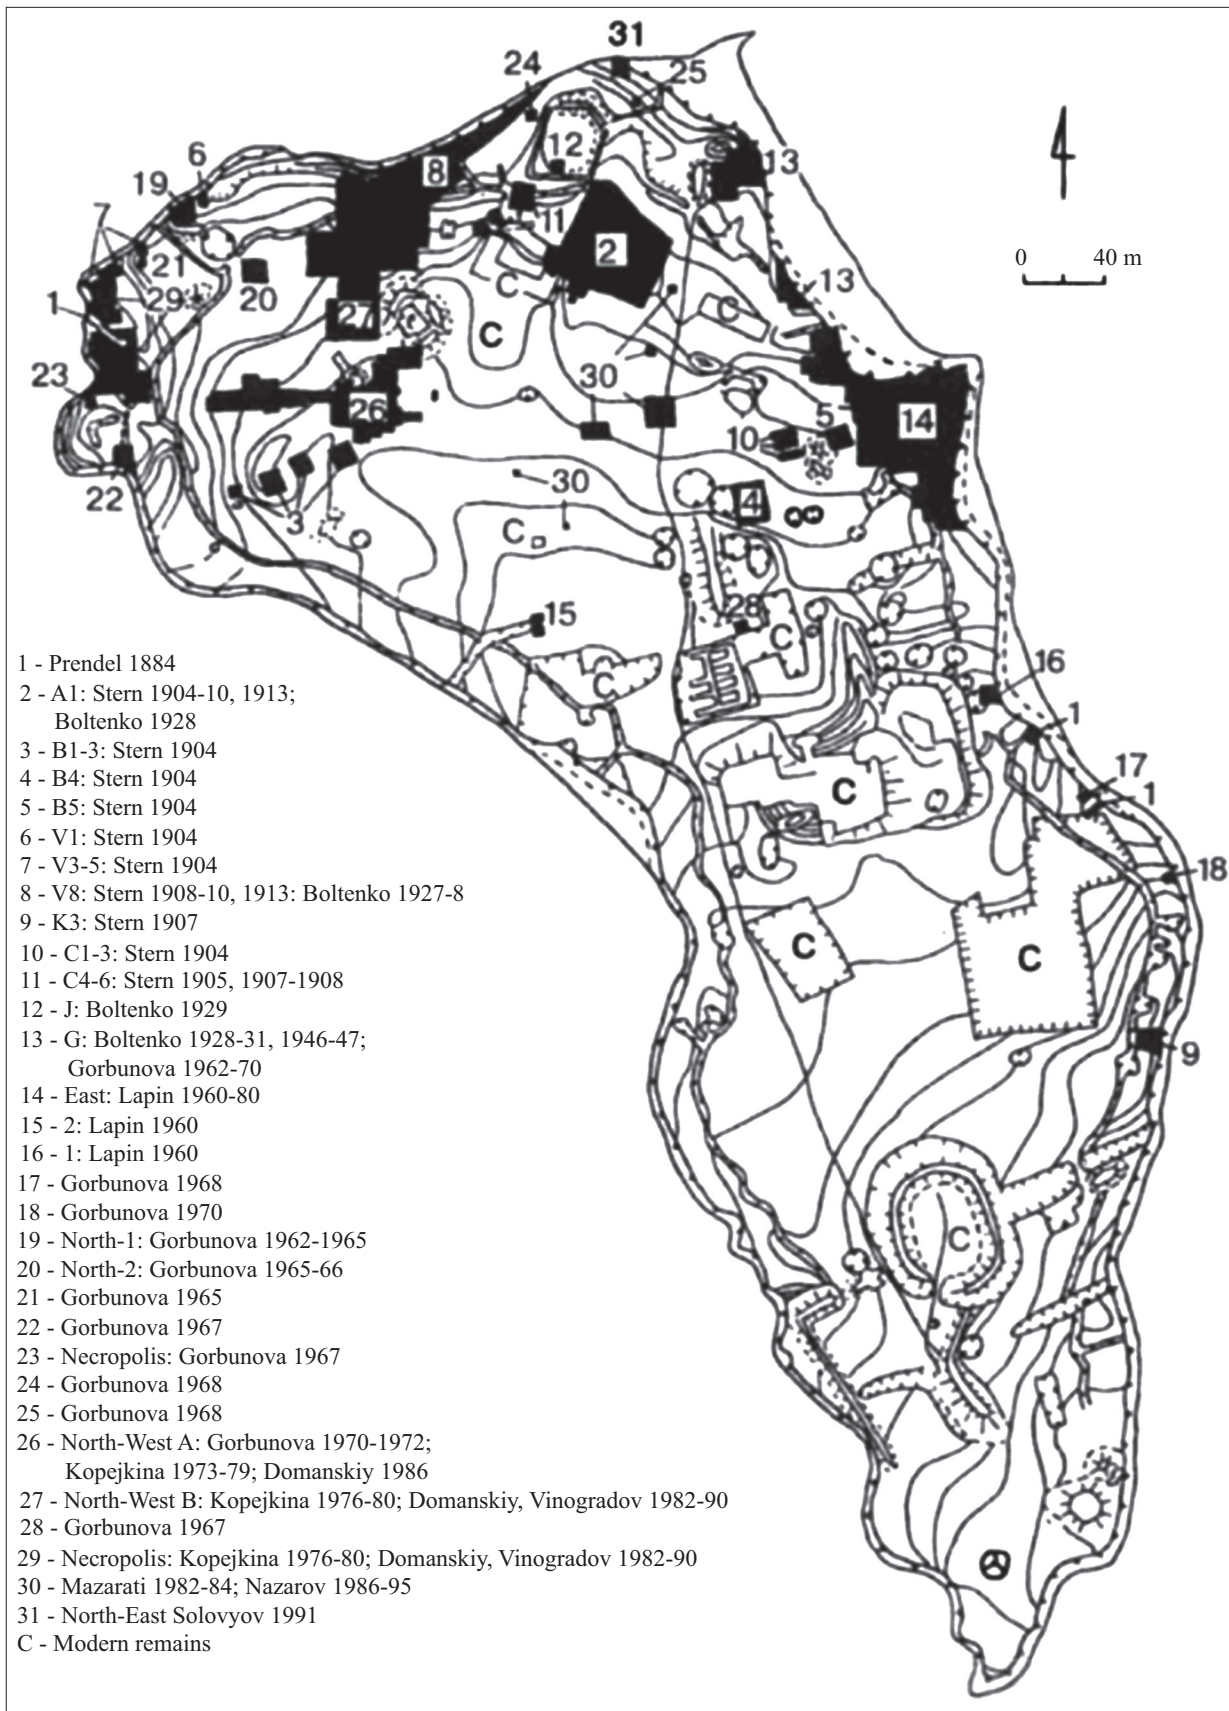 31
24
25
12
13
6
8
19
11
7
2
21
13
1
29
20
C
C
27
C
23
30
26
5
14
10
22
3
30
4
C
28
15
C
C
16
1
17
C
1
18
C
C
9
C
0 40 m
1 - Prendel 1884
2 - A1: Stern 1904-10, 1913;
Boltenko 1928
3 - B1-3: Stern 1904
4 - B4: Stern 1904
5 - B5: Stern 1904
6 - V1: Stern 1904
7 - V3-5: Stern 1904
8 - V8: Stern 1908-10, 1913: Boltenko 1927-8
9 - K3: Stern 1907
10 - C1-3: Stern 1904
11 - C4-6: Stern 1905, 1907-1908
12 - J: Boltenko 1929
13 - G: Boltenko 1928-31, 1946-47;
Gorbunova 1962-70
14 - East: Lapin 1960-80
15 - 2: Lapin 1960
16 - 1: Lapin 1960
17 - Gorbunova 1968
18 - Gorbunova 1970
19 - North-1: Gorbunova 1962-1965
20 - North-2: Gorbunova 1965-66
21 - Gorbunova 1965
22 - Gorbunova 1967
23 - Necropolis: Gorbunova 1967
24 - Gorbunova 1968
25 - Gorbunova 1968
26 - North-West A: Gorbunova 1970-1972;
Kopejkina 1973-79; Domanskiy 1986
27 - North-West B: Kopejkina 1976-80; Domanskiy, Vinogradov 1982-90
28 - Gorbunova 1967
29 - Necropolis: Kopejkina 1976-80; Domanskiy, Vinogradov 1982-90
30 - Mazarati 1982-84; Nazarov 1986-95
31 - North-East Solovyov 1991
C - Modern remains